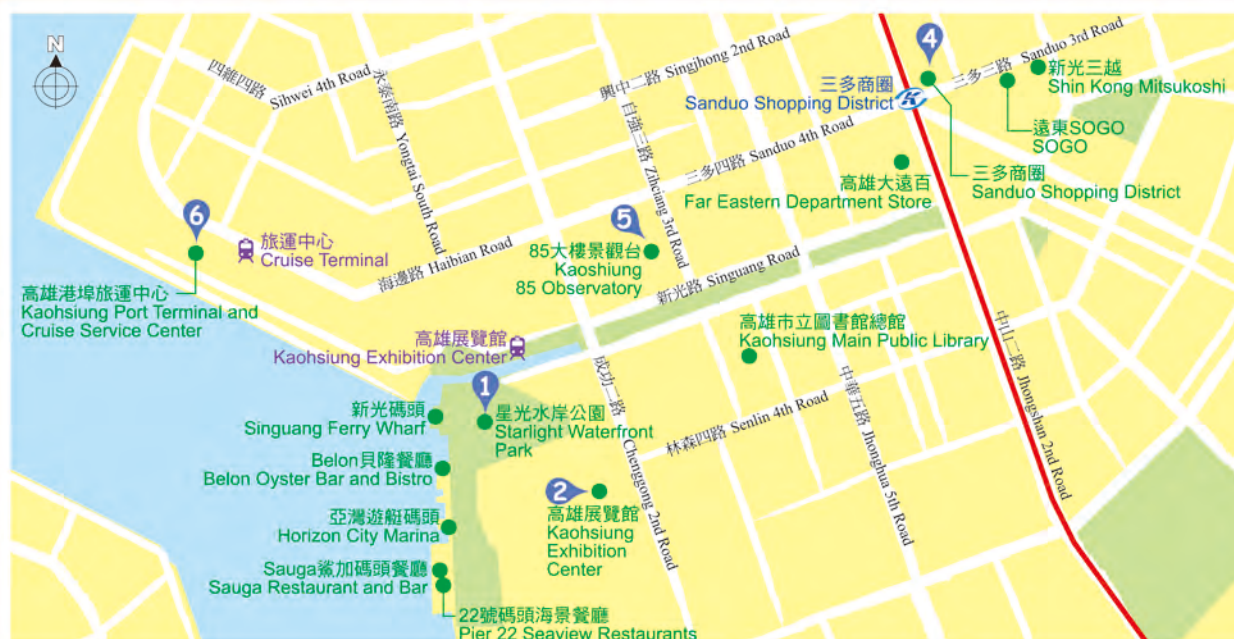 N
四維四路 Sihwei 4th Road
永泰南路 Yongtai South Road
興中二路 Singjhong 2nd Road
自強三路 Zihciang 3rd Road
三多四路 Sanduo 4th Road
三多商圈
Sanduo Shopping District
K
4
三多三路 Sanduo 3rd Road
新光三越
Shin Kong Mitsukoshi
遠東SOGO
SOGO
三多商圈
Sanduo Shopping District
高雄大遠百
Far Eastern Department Store
6
旅運中心
Cruise Terminal
高雄港埠旅運中心
Kaohsiung Port Terminal and
Cruise Service Center
海邊路 Haibian Road
5
85大樓景觀台
Kaoshiung
85 Observatory
新光路 Singuang Road
高雄市立圖書館總館
Kaohsiung Main Public Library
中山二路 Jhongshan 2nd Road
高雄展覽館
Kaohsiung Exhibition Center
1
星光水岸公園
Starlight Waterfront
Park
新光碼頭
Singuang Ferry Wharf
成功二路 Chenggong 2nd Road
林森四路 Senlin 4th Road
中華五路 Jhonghua 5th Road
Belon貝隆餐廳
Belon Oyster Bar and Bistro
2
高雄展覽館
Kaohsiung
Exhibition
Center
亞灣遊艇碼頭
Horizon City Marina
Sauga鯊加碼頭餐廳
Sauga Restaurant and Bar
22號碼頭海景餐廳
Pier 22 Seaview Restaurants